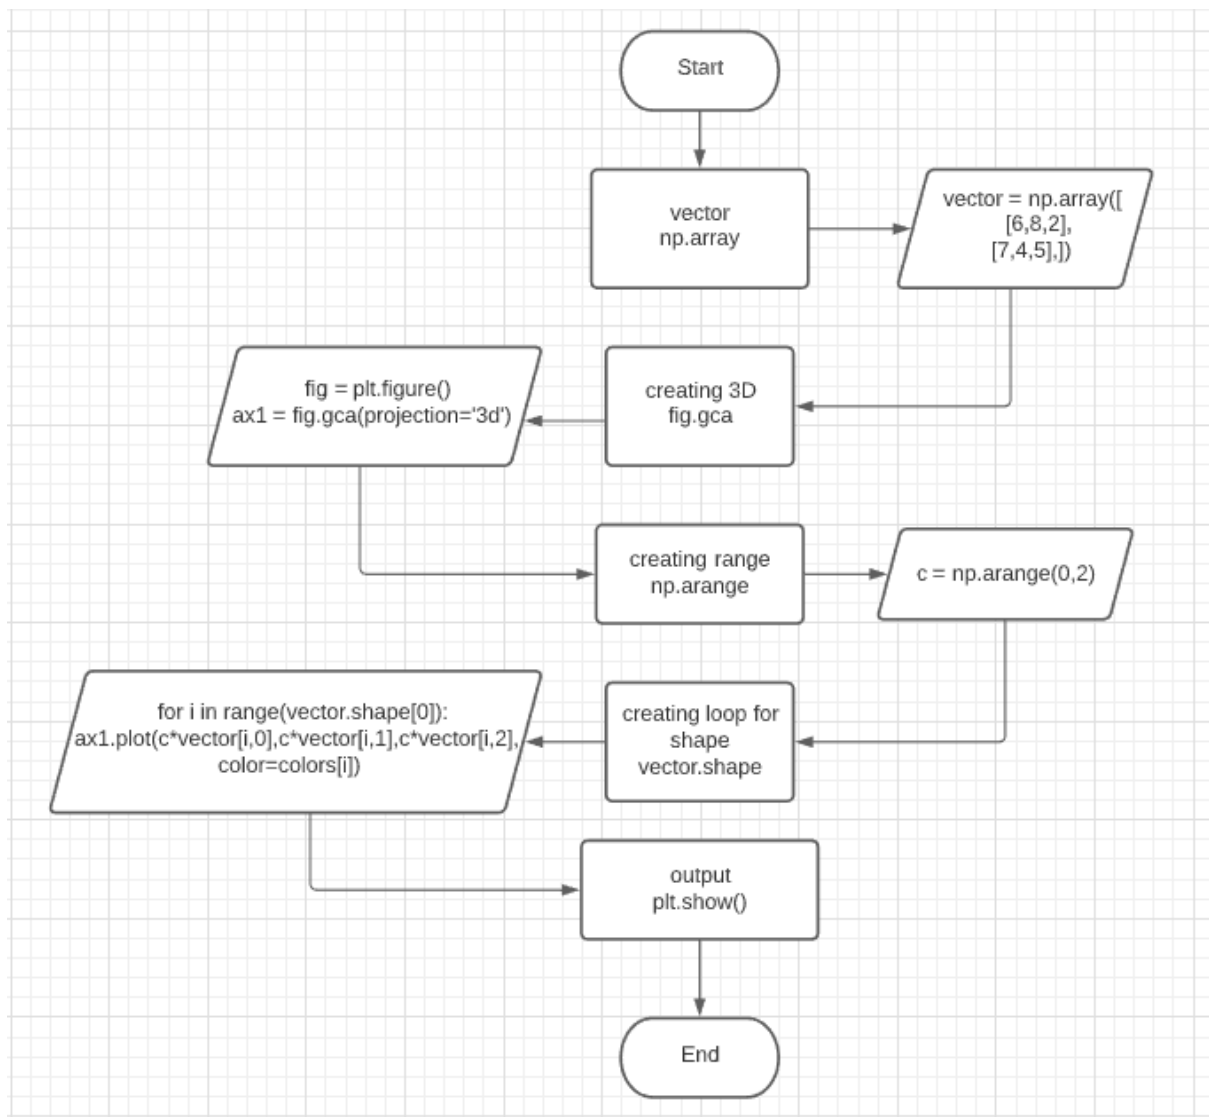 Start
vector
np.array
vector = np.array([
[6,8,2],
[7,4,5],])
creating 3D
fig.gca
fig = plt.figure()
ax1 = fig.gca(projection='3d')
creating range
np.arange
c = np.arange(0,2)
creating loop for
shape
vector.shape
for i in range(vector.shape[0]):
ax1.plot(c*vector[i,0],c*vector[i,1],c*vector[i,2],
color=colors[i])
output
plt.show()
End